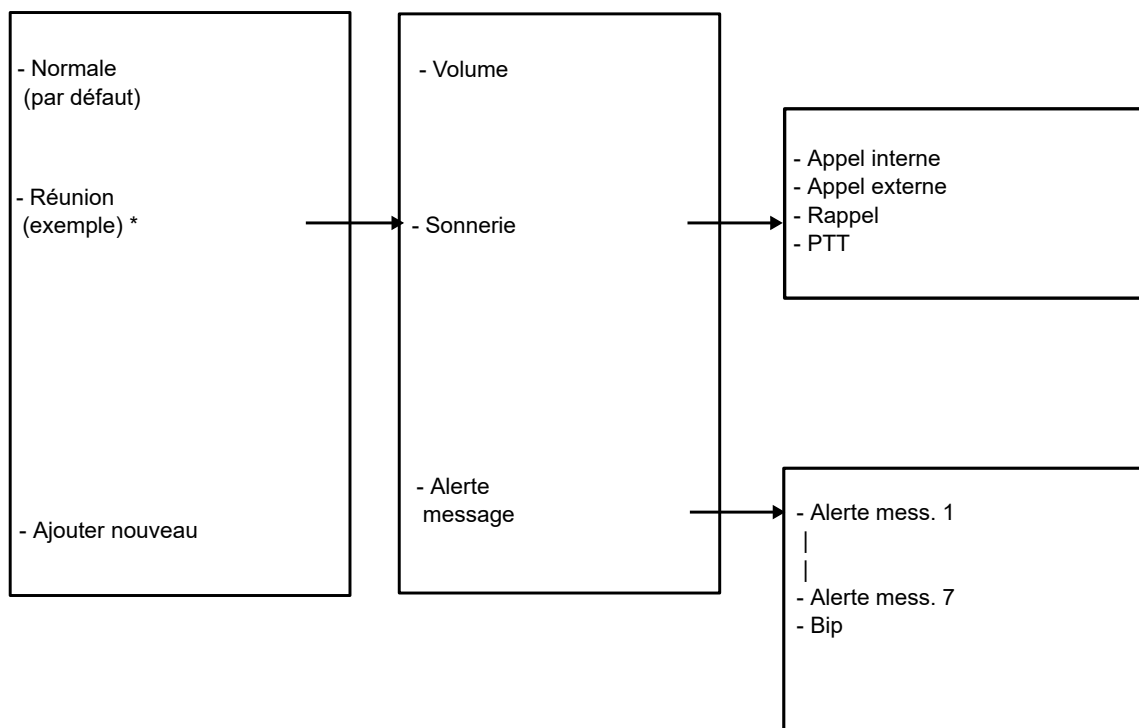 - Normale
(par défaut)
- Réunion
(exemple) *
- Ajouter nouveau
- Volume
- Sonnerie
- Alerte
message
- Appel interne
- Appel externe
- Rappel
- PTT
- Alerte mess. 1
|
|
- Alerte mess. 7
- Bip